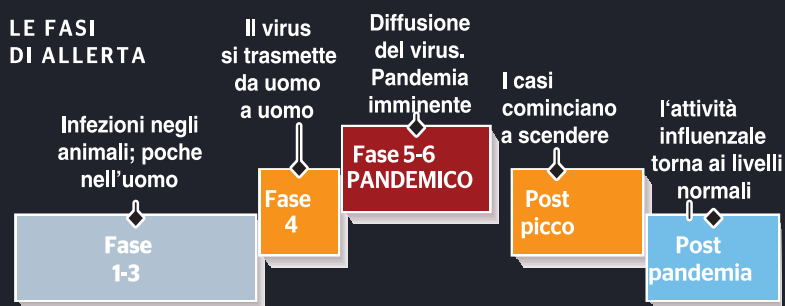 LE FASI
DI ALLERTA
Infezioni negli
animali; poche
nell'uomo
Fase
1-3
Il virus
si trasmette
da uomo
a uomo
Fase
4
Diffusione
del virus.
Pandemia
imminente
Fase 5-6
PANDEMICO
I casi
cominciano
a scendere
Post
picco
l'attività
influenzale
torna ai livelli
normali
Post
pandemia